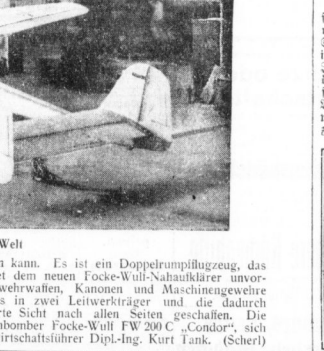 Welt
kann. Es ist ein Doppelrumpfflugzeug, das
dem neuen Focke-Wulf-Nahaufklärer unvor-
wehrwaffen, Kanonen und Maschinengewehre
s in zwei Leitwerkträger und die dadurch
rte Sicht nach allen Seiten geschaffen. Die
nbomber Focke-Wulf FW 200 C „Condor“, sich
irtschaftsführer Dipl.-Ing. Kurt Tank. (Scherl)